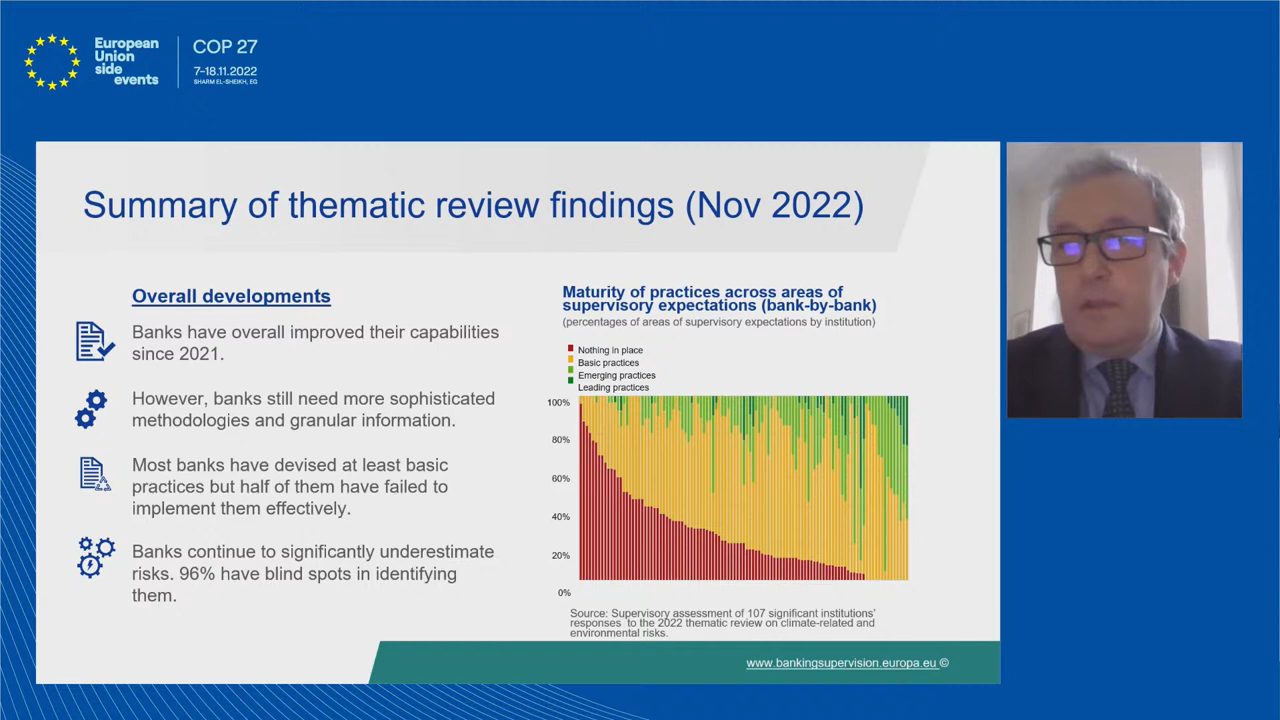 European
Union
side
events
COP 27
7-18.11.2022
SHARM EL-SHEIKH, EG
Summary of thematic review findings (Nov 2022)
Overall developments
Banks have overall improved their capabilities
since 2021.
However, banks still need more sophisticated
methodologies and granular information.
Most banks have devised at least basic
practices but half of them have failed to
implement them effectively.
Banks continue to significantly underestimate
risks. 96% have blind spots in identifying
them.
Maturity of practices across areas of
supervisory expectations (bank-by-bank)
(percentages of areas of supervisory expectations by institution)
Nothing in place
Basic practices
Emerging practices
Leading practices
100%
80%
60%
40%
20%
0%
Source: Supervisory assessment of 107 significant institutions'
responses to the 2022 thematic review on climate-related and
environmental risks.
www.bankingsupervision.europa.eu ©